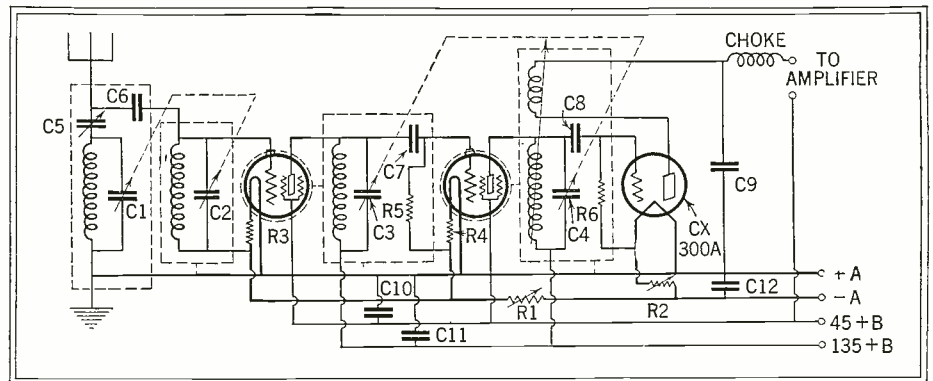 CHOKE
TO
AMPLIFIER
C6
C5
C8
C7
C1
C2
C9
R5
R6
CX
300A
R3
C3
R4
C4
+A
C10
C12
-A
R1
R2
45+B
C11
135+B